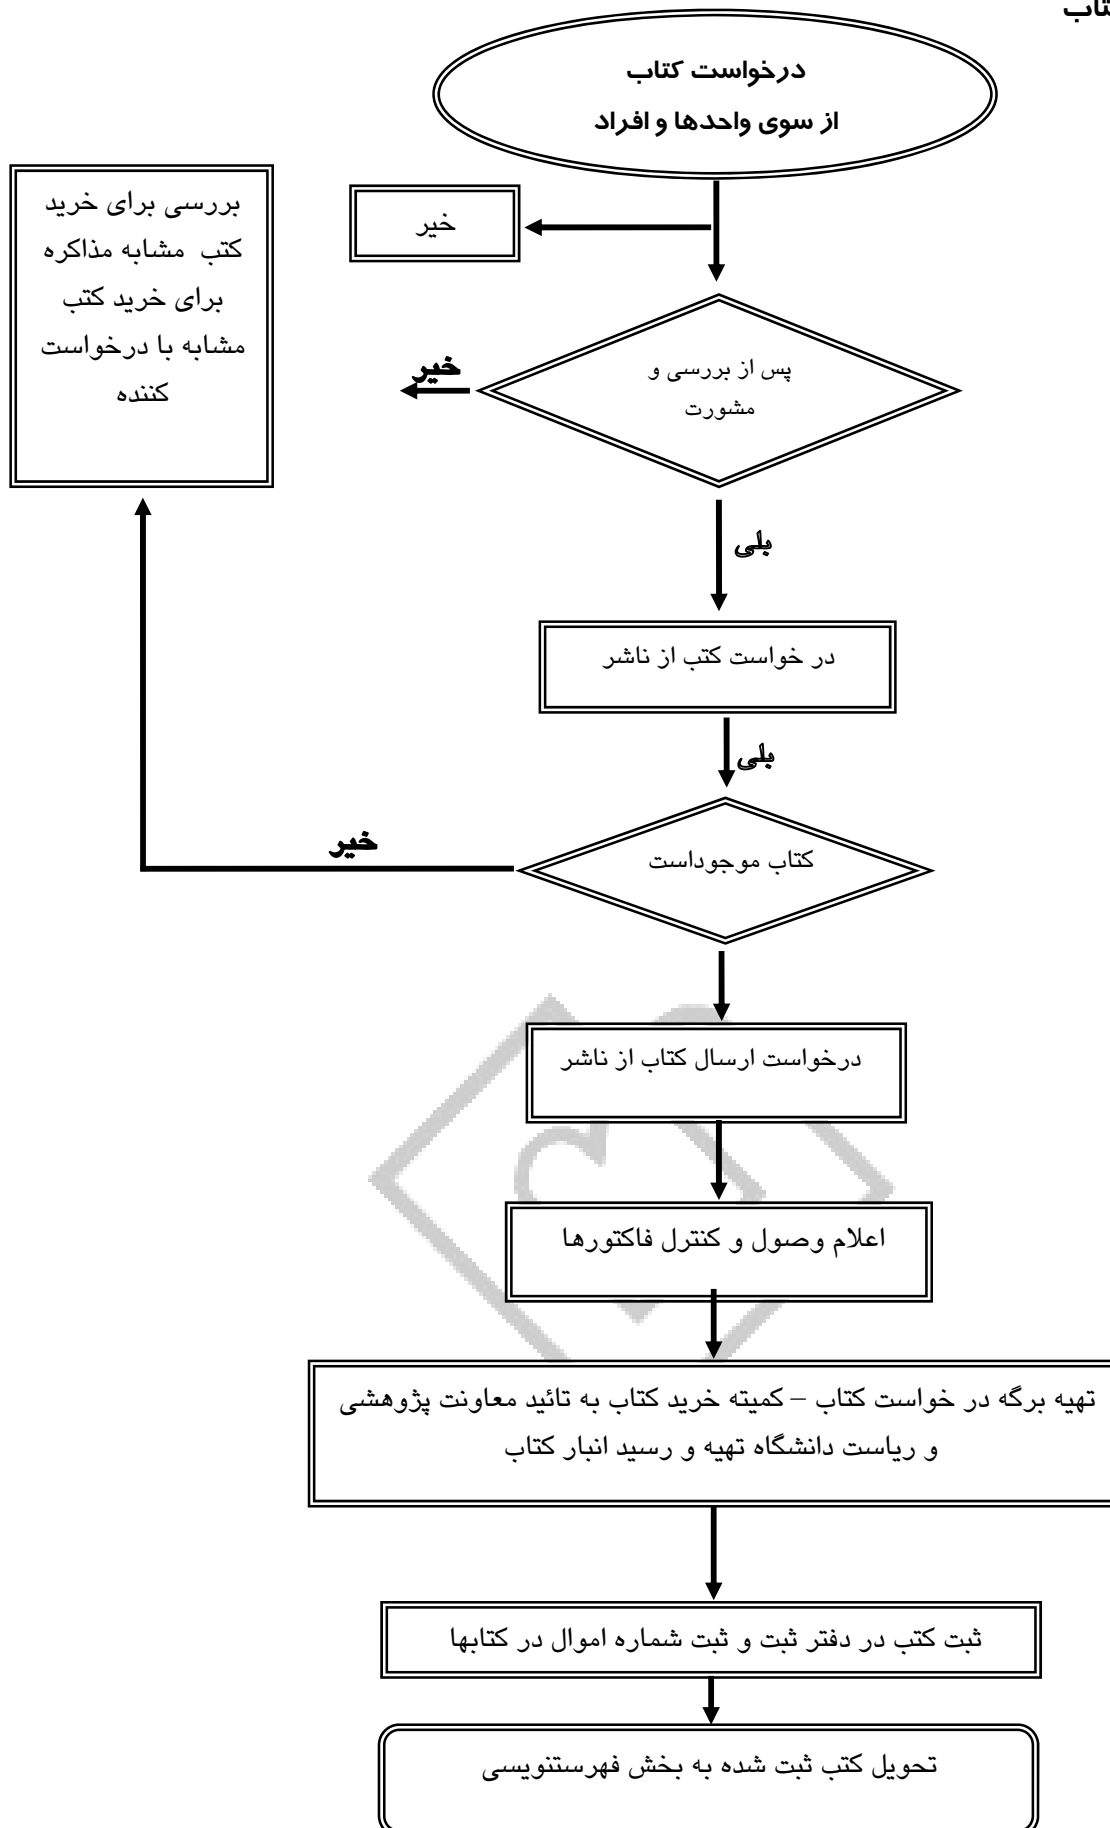 درخواست کتاب
از سوی واحدها و افراد
خیر
بررسی برای خرید
کتب مشابه مذاکره
برای خرید کتب
مشابه با درخواست
کننده
پس از بررسی و
مشورت
خیر
بلی
در خواست کتب از ناشر
بلی
کتاب موجوداست
خیر
درخواست ارسال کتاب از ناشر
اعلام وصول و کنترل فاکتورها
تهیه برگه در خواست کتاب – کمیته خرید کتاب به تائید معاونت پژوهشی
و ریاست دانشگاه تهیه و رسید انبار کتاب
ثبت کتب در دفتر ثبت و ثبت شماره اموال در کتابها
تحویل کتب ثبت شده به بخش فهرستنویسی